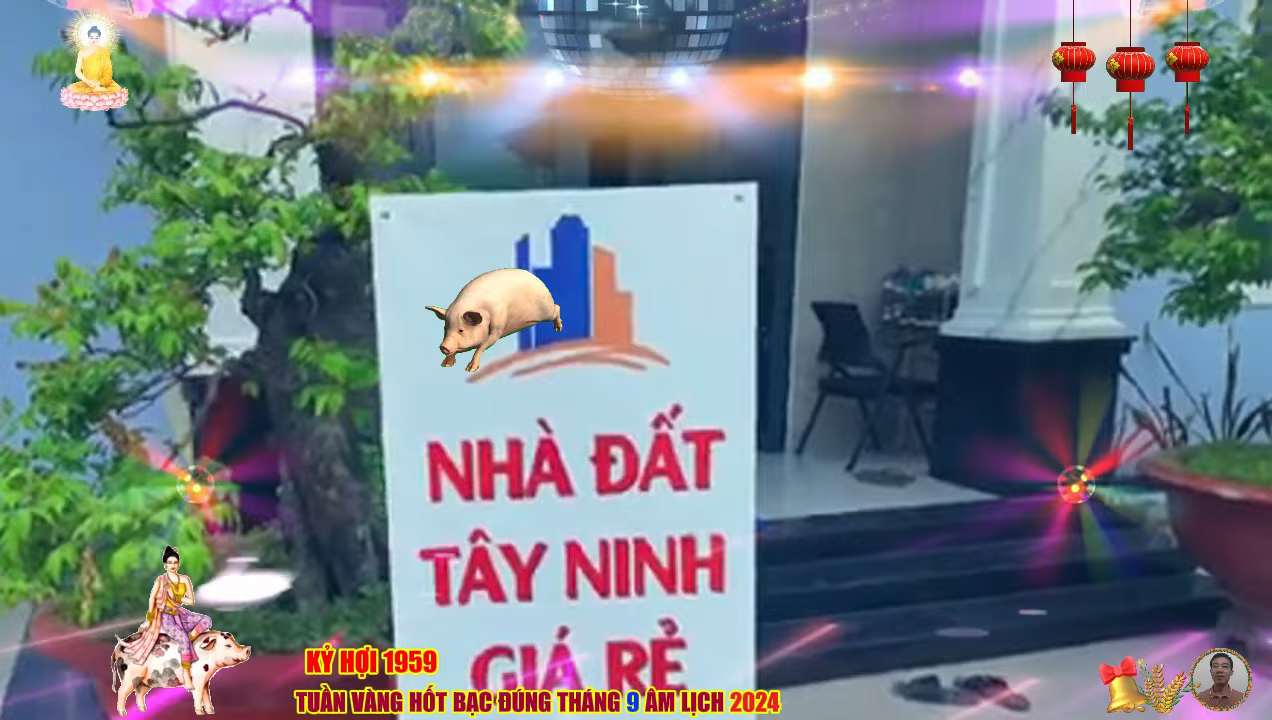 NHÀ ĐẤT
TÂY NINH
GIÁ RẺ
KỶ HỢI 1959
TUẦN VÀNG HỐT BẠC ĐÚNG THÁNG 9 ÂM LỊCH 2024